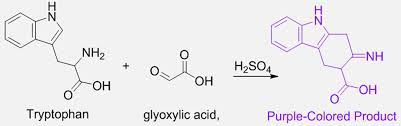 H
N
NH₂
OH
O
Tryptophan
+
O
OH
O
glyoxylic acid,
H₂SO₄
H
N
NH
OH
O
Purple-Colored Product